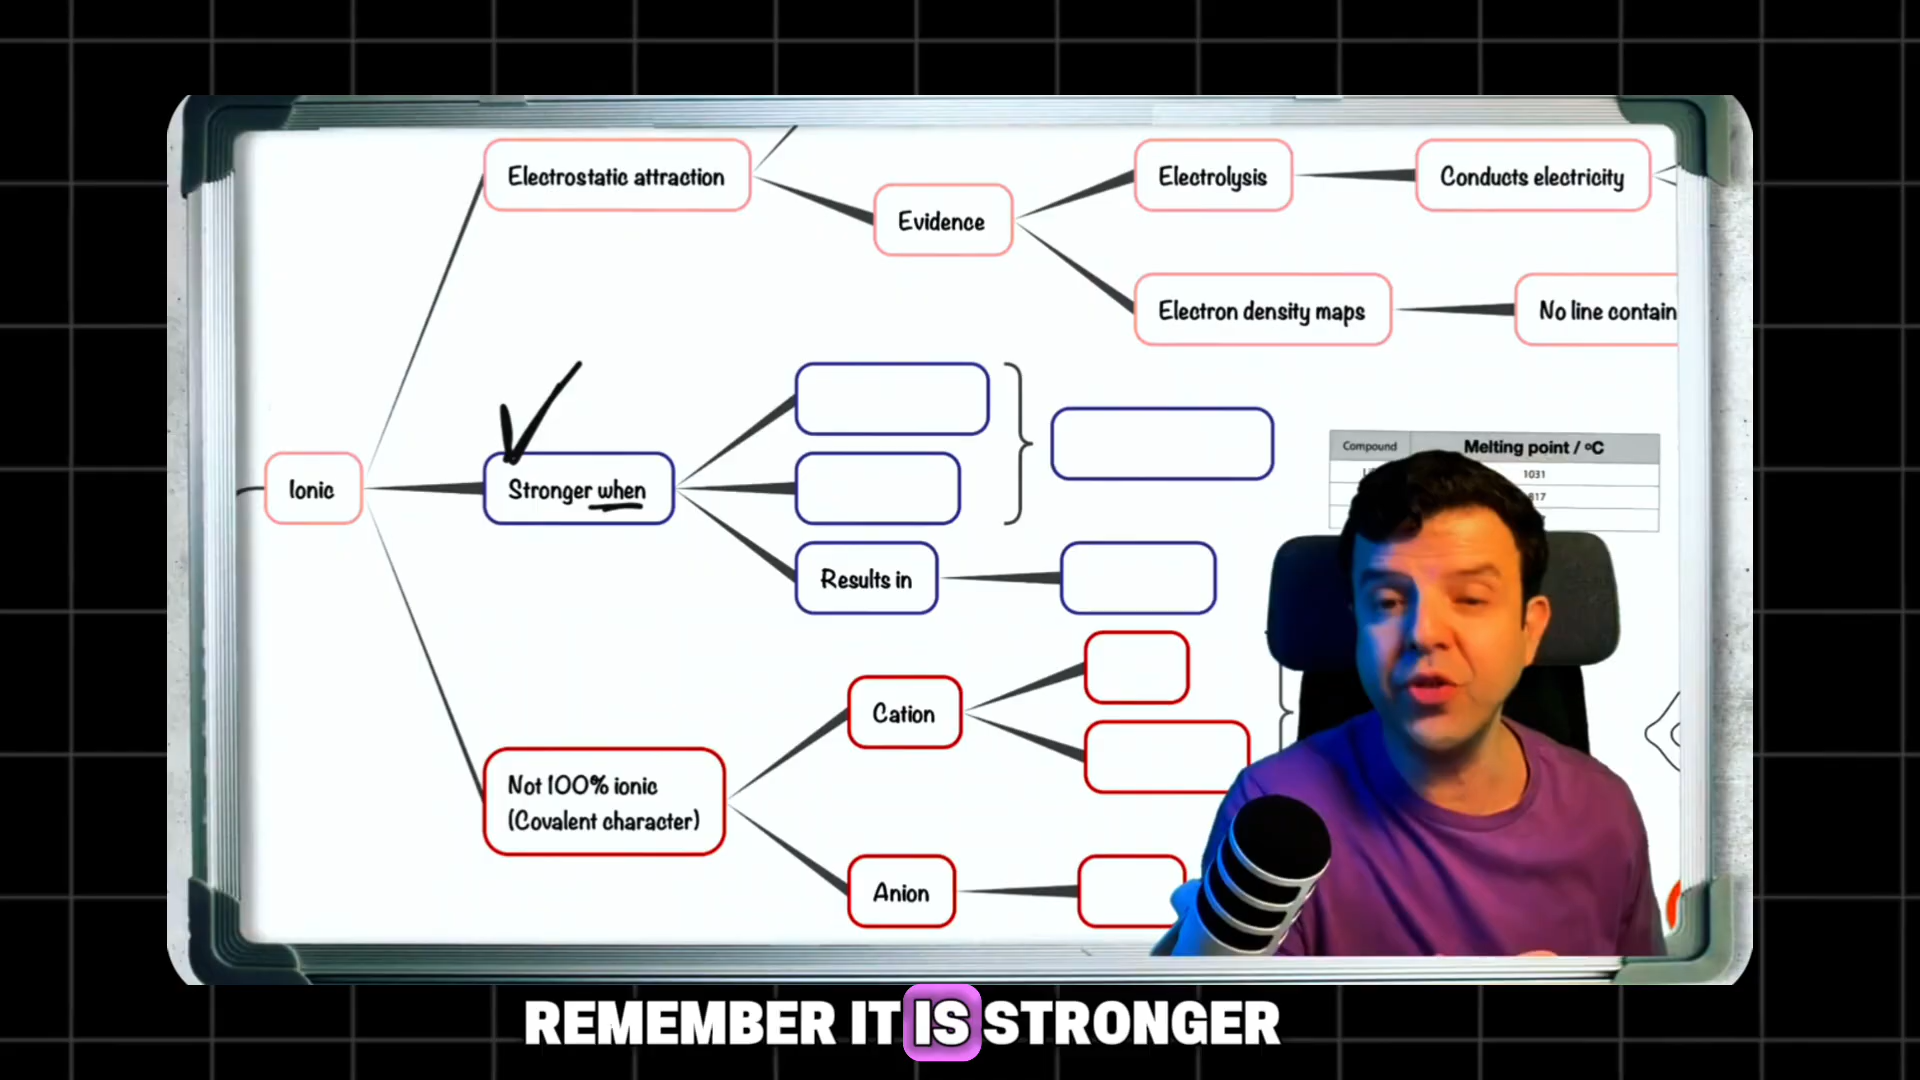 Electrostatic attraction
Evidence
Electrolysis
Conducts electricity
Electron density maps
No line contain
Ionic
Stronger when
Results in
Compound
Melting point / °C
1031
817
Not 100% ionic
(Covalent character)
Cation
Anion
REMEMBER IT IS STRONGER